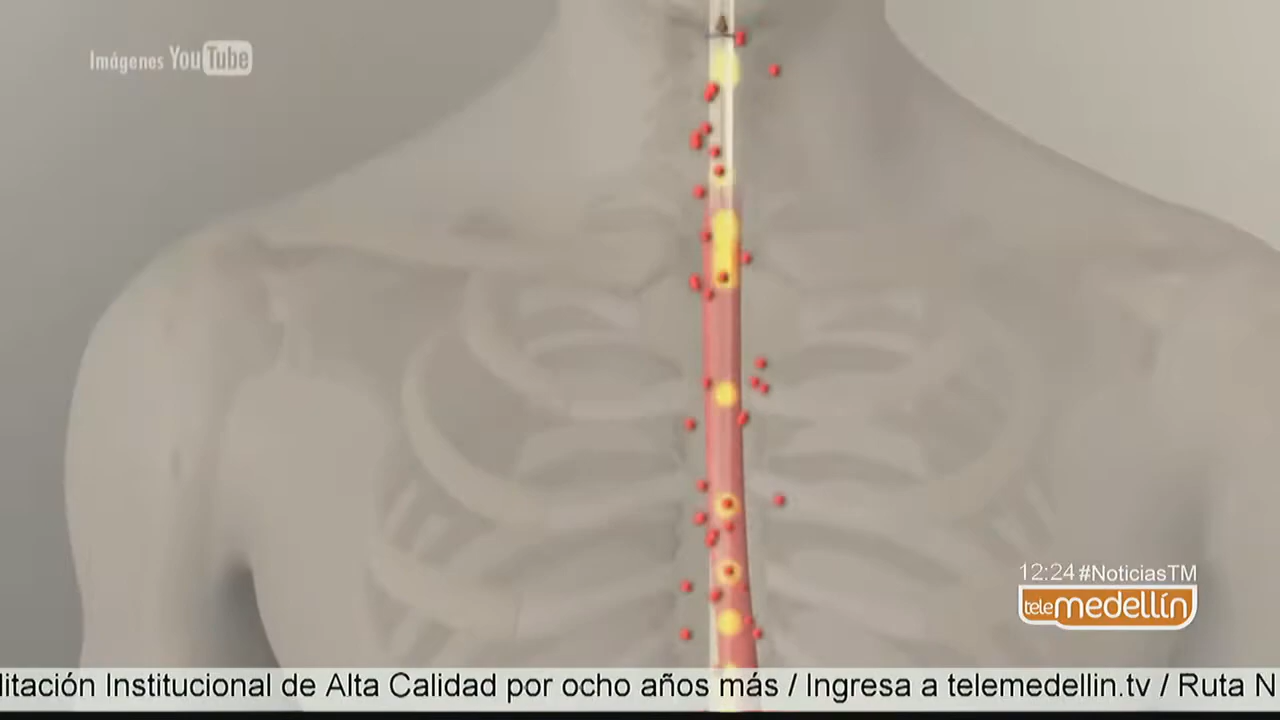 Imágenes YouTube
12:24 #NoticiasTM
telemedellín
litación Institucional de Alta Calidad por ocho años más / Ingresa a telemedellin.tv / Ruta N